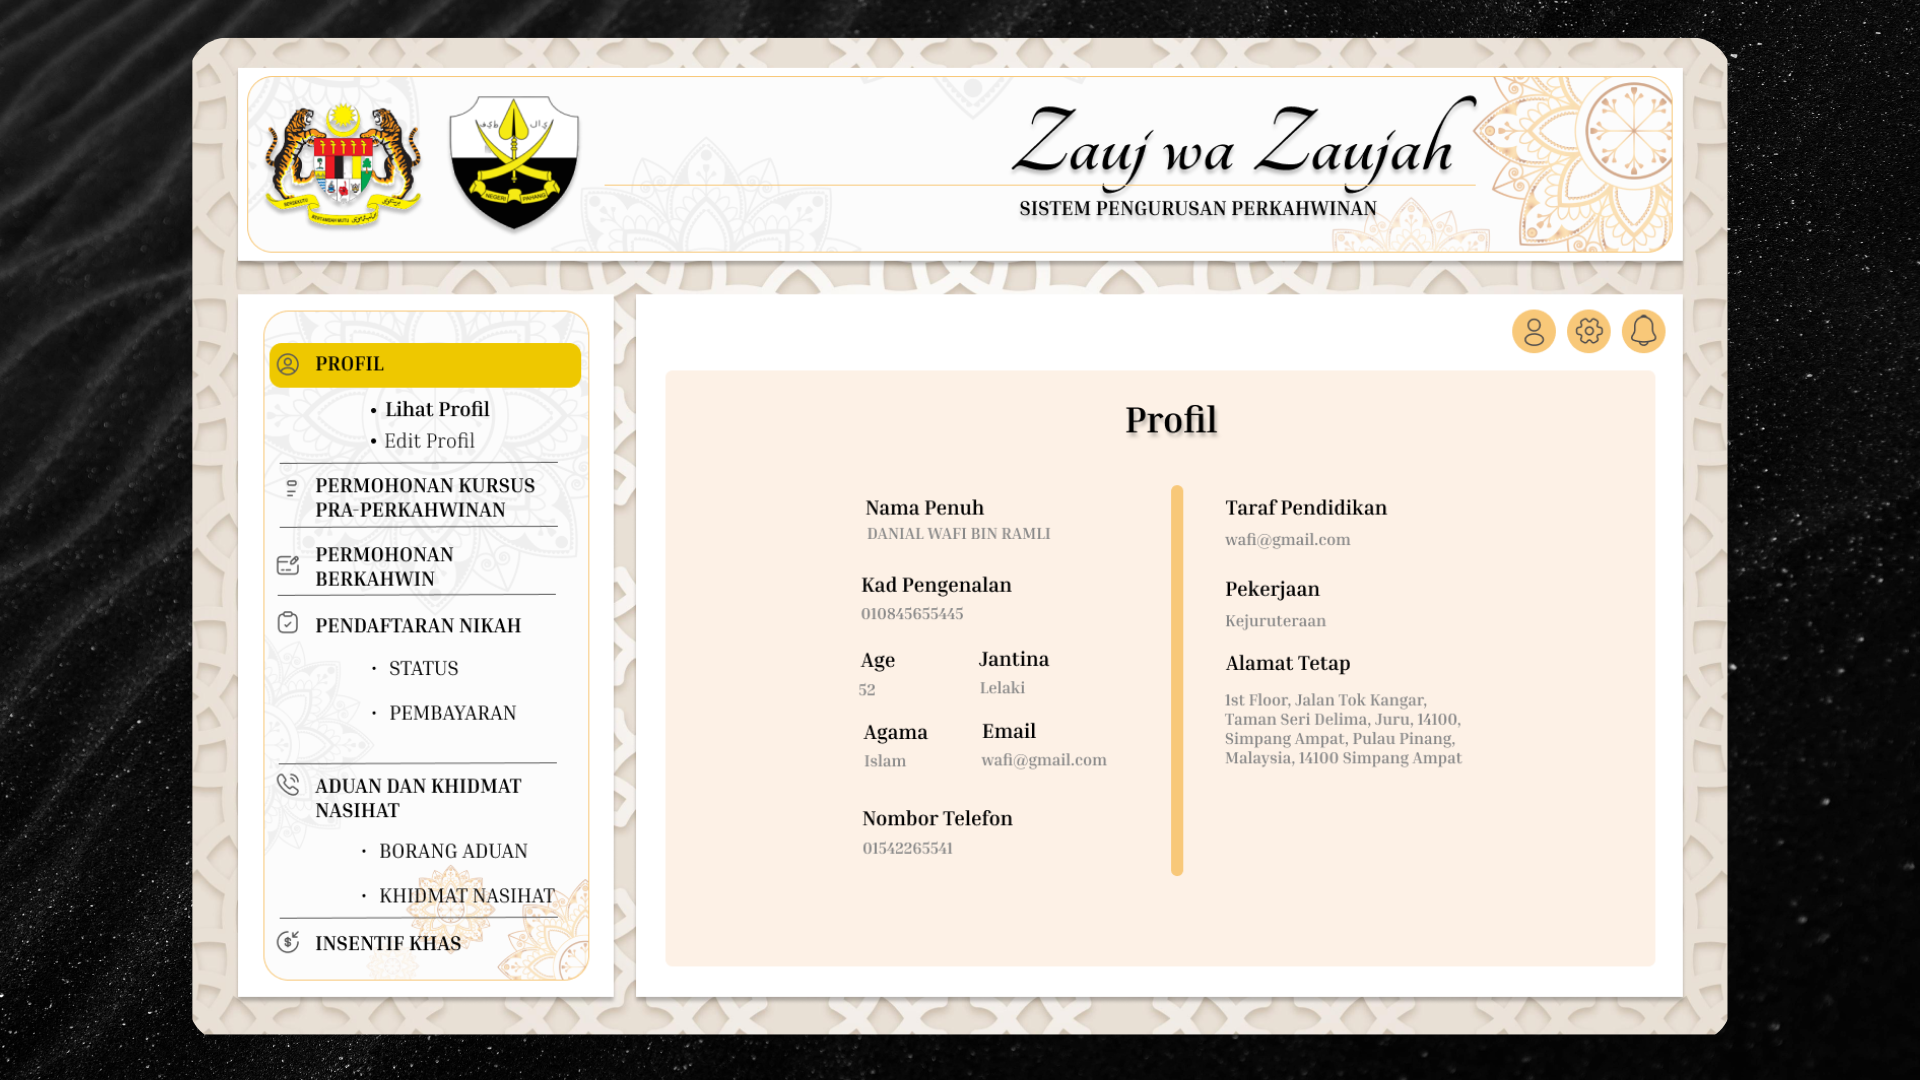 Zauj wa Zaujah
SISTEM PENGURUSAN PERKAHWINAN
NEGERI PAHANG
PROFIL
• Lihat Profil
• Edit Profil
PERMOHONAN KURSUS
PRA-PERKAHWINAN
PERMOHONAN
BERKAHWIN
PENDAFTARAN NIKAH
• STATUS
• PEMBAYARAN
ADUAN DAN KHIDMAT
NASIHAT
• BORANG ADUAN
• KHIDMAT NASIHAT
INSENTIF KHAS
Profil
Nama Penuh
DANIAL WAFI BIN RAMLI
Kad Pengenalan
010845655445
Age
52
Jantina
Lelaki
Agama
Islam
Email
wafi@gmail.com
Nombor Telefon
01542265541
Taraf Pendidikan
wafi@gmail.com
Pekerjaan
Kejuruteraan
Alamat Tetap
1st Floor, Jalan Tok Kangar,
Taman Seri Delima, Juru, 14100,
Simpang Ampat, Pulau Pinang,
Malaysia, 14100 Simpang Ampat